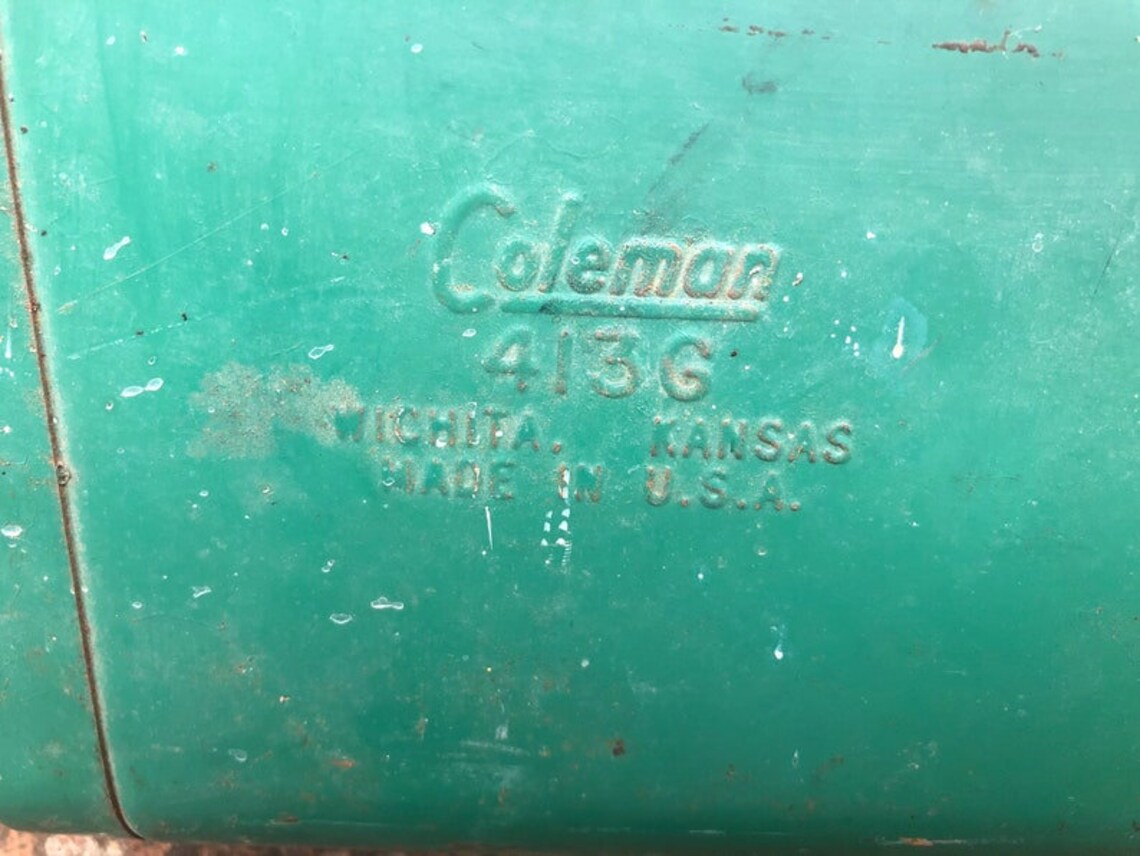 Coleman
413G
WICHITA, KANSAS
MADE IN U.S.A.